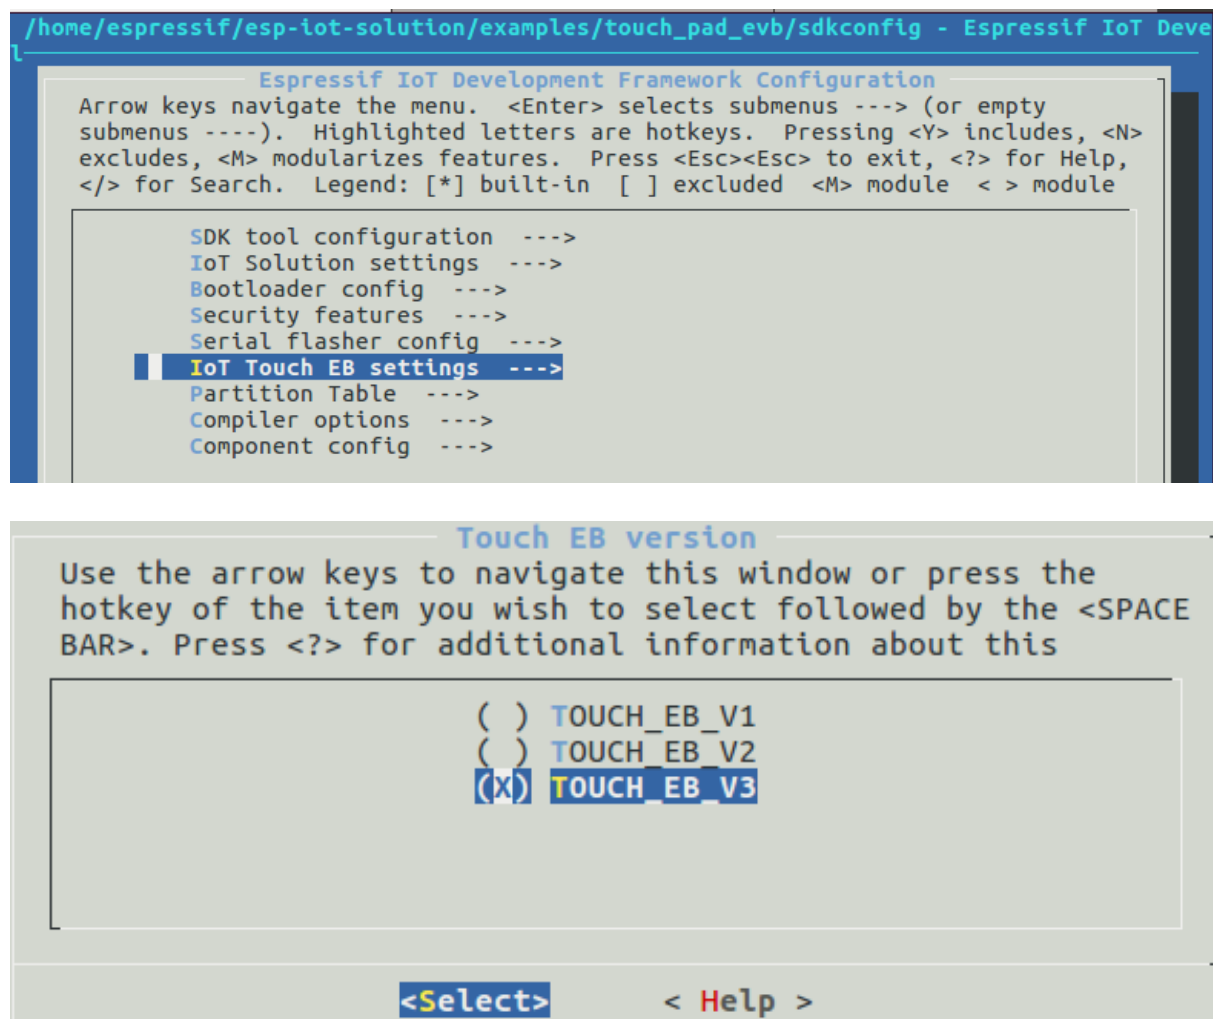 /home/espressif/esp-iot-solution/examples/touch_pad_evb/sdkconfig - Espressif IoT Deve
l
Espressif IoT Development Framework Configuration
Arrow keys navigate the menu.  <Enter> selects submenus ---> (or empty
submenus ----).  Highlighted letters are hotkeys.  Pressing <Y> includes, <N>
excludes, <M> modularizes features.  Press <Esc><Esc> to exit, <?> for Help,
</> for Search.  Legend: [*] built-in  [ ] excluded  <M> module  < > module
SDK tool configuration  --->
IoT Solution settings  --->
Bootloader config  --->
Security features  --->
Serial flasher config  --->
IoT Touch EB settings  --->
Partition Table  --->
Compiler options  --->
Component config  --->
Touch EB version
Use the arrow keys to navigate this window or press the
hotkey of the item you wish to select followed by the <SPACE
BAR>. Press <?> for additional information about this
( ) TOUCH_EB_V1
( ) TOUCH_EB_V2
(X) TOUCH_EB_V3
<Select>      < Help >